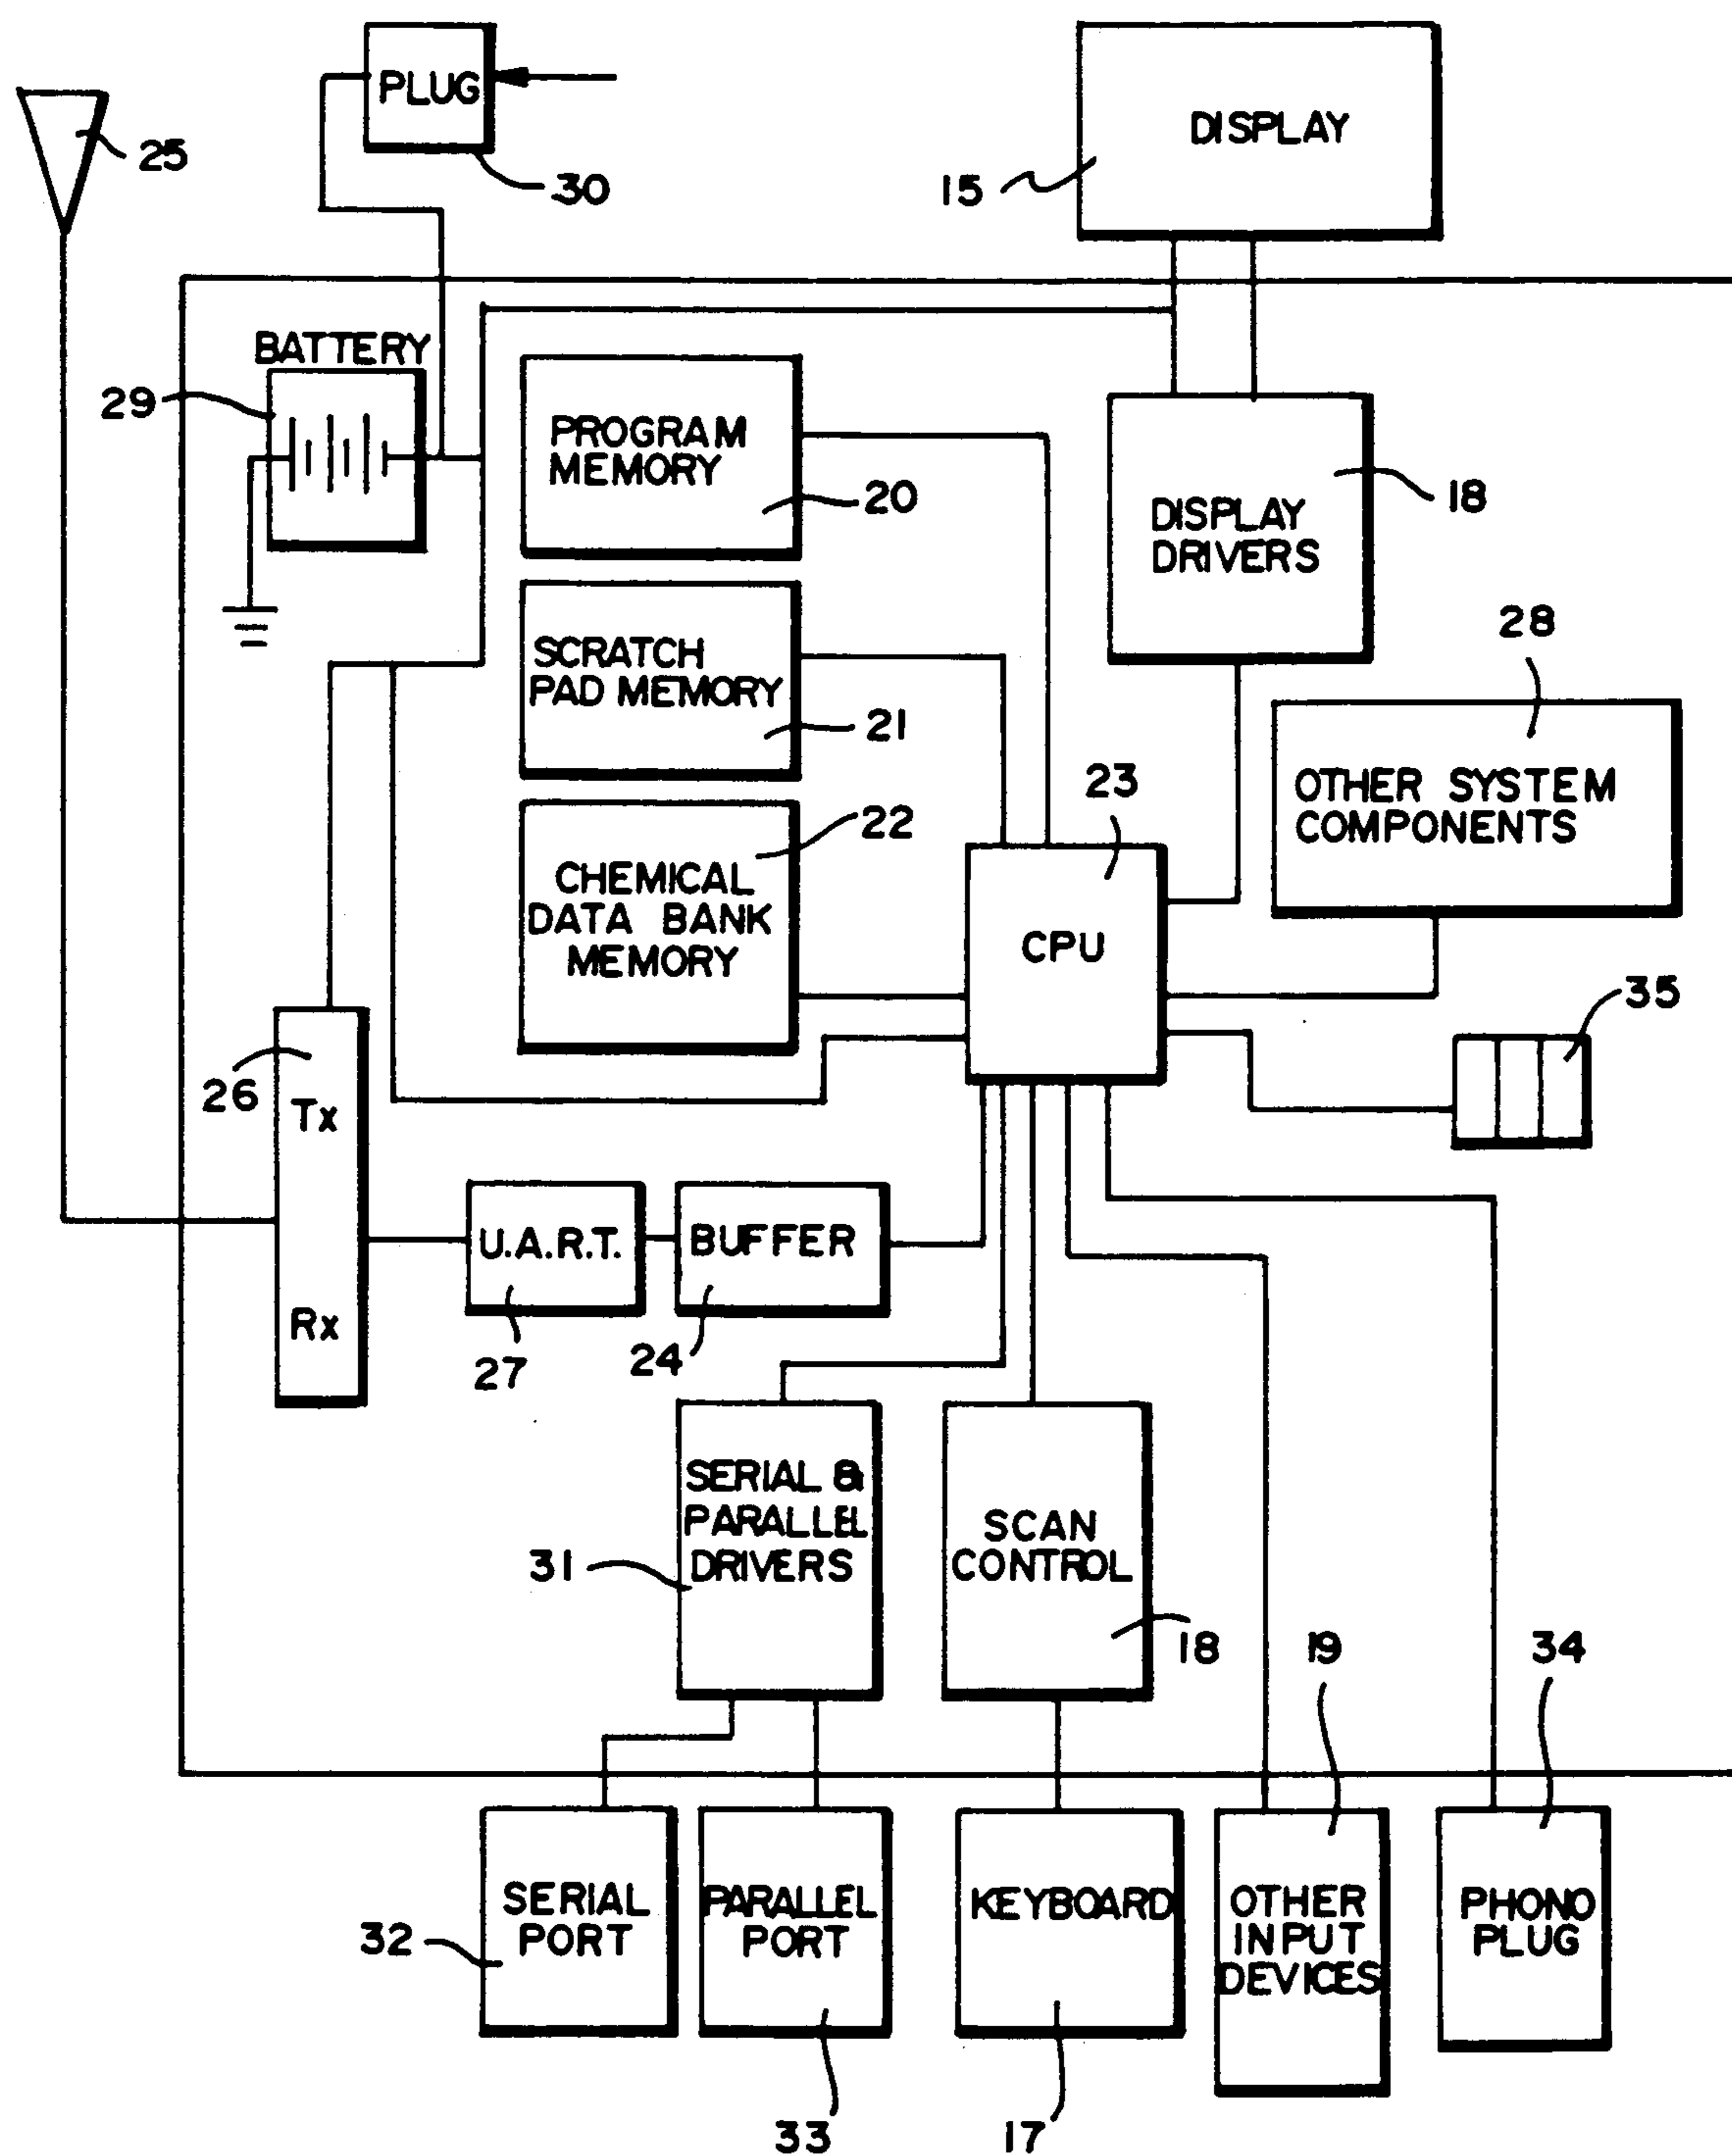 PLUG
30
25
DISPLAY
15
BATTERY
29
PROGRAM
MEMORY
20
DISPLAY
DRIVERS
18
SCRATCH
PAD MEMORY
21
28
OTHER SYSTEM
COMPONENTS
22
CHEMICAL
DATA BANK
MEMORY
23
CPU
35
26
Tx
Rx
U.A.R.T.
27
BUFFER
24
SERIAL &
PARALLEL
DRIVERS
31
SCAN
CONTROL
18
19
34
SERIAL
PORT
32
PARALLEL
PORT
33
KEYBOARD
17
OTHER
INPUT
DEVICES
PHONO
PLUG